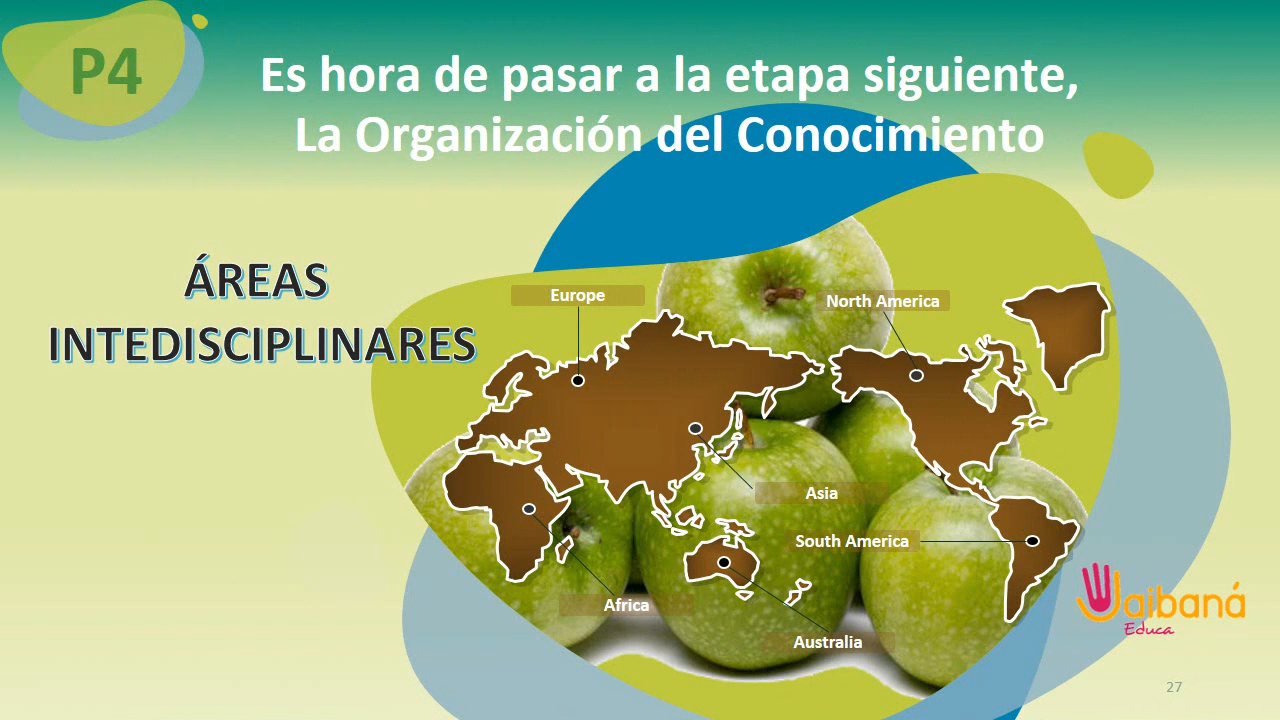 P4
Es hora de pasar a la etapa siguiente,
La Organización del Conocimiento
ÁREAS
INTEDISCIPLINARES
Europe
North America
Asia
South America
Africa
Australia
Jaibaná
Educa
27